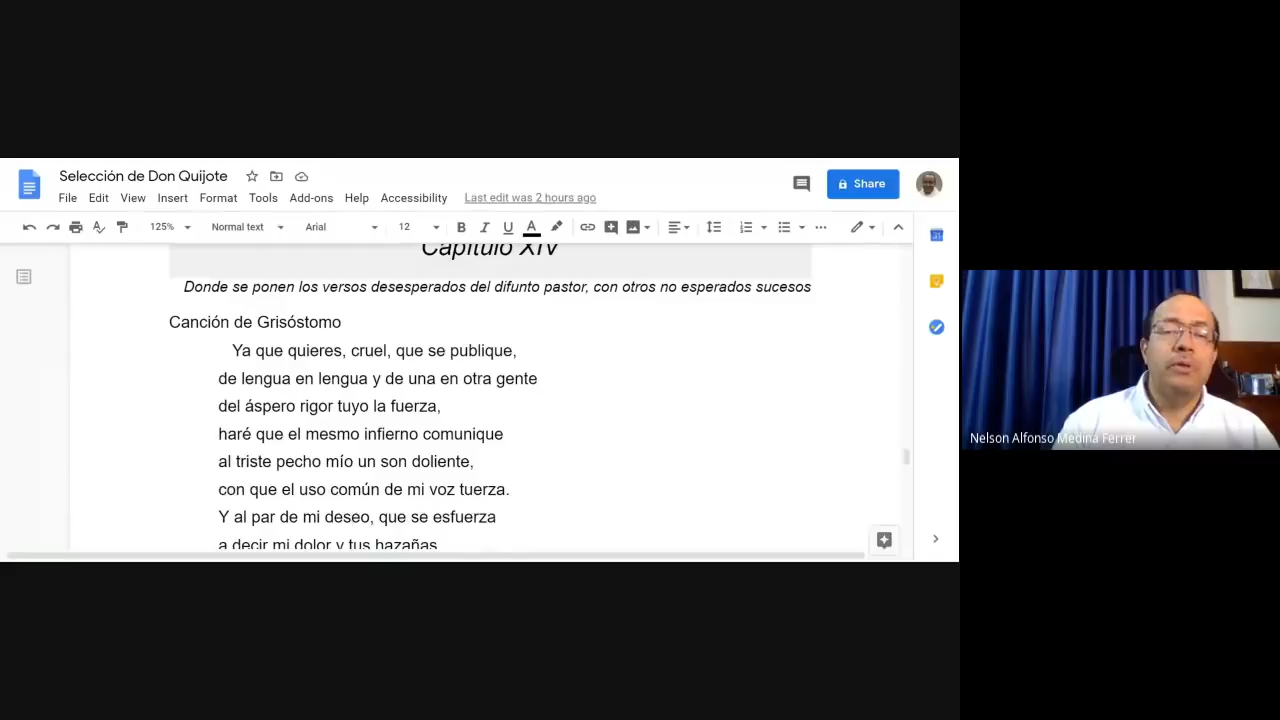 Selección de Don Quijote
File Edit View Insert Format Tools Add-ons Help Accessibility Last edit was 2 hours ago
Share
125% Normal text Arial 12 B I U A
31
Capítulo XIV
Donde se ponen los versos desesperados del difunto pastor, con otros no esperados sucesos
Canción de Grisóstomo
Ya que quieres, cruel, que se publique,
de lengua en lengua y de una en otra gente
del áspero rigor tuyo la fuerza,
haré que el mesmo infierno comunique
al triste pecho mío un son doliente,
con que el uso común de mi voz tuerza.
Y al par de mi deseo, que se esfuerza
a decir mi dolor y tus hazañas
Nelson Alfonso Medina Ferrer